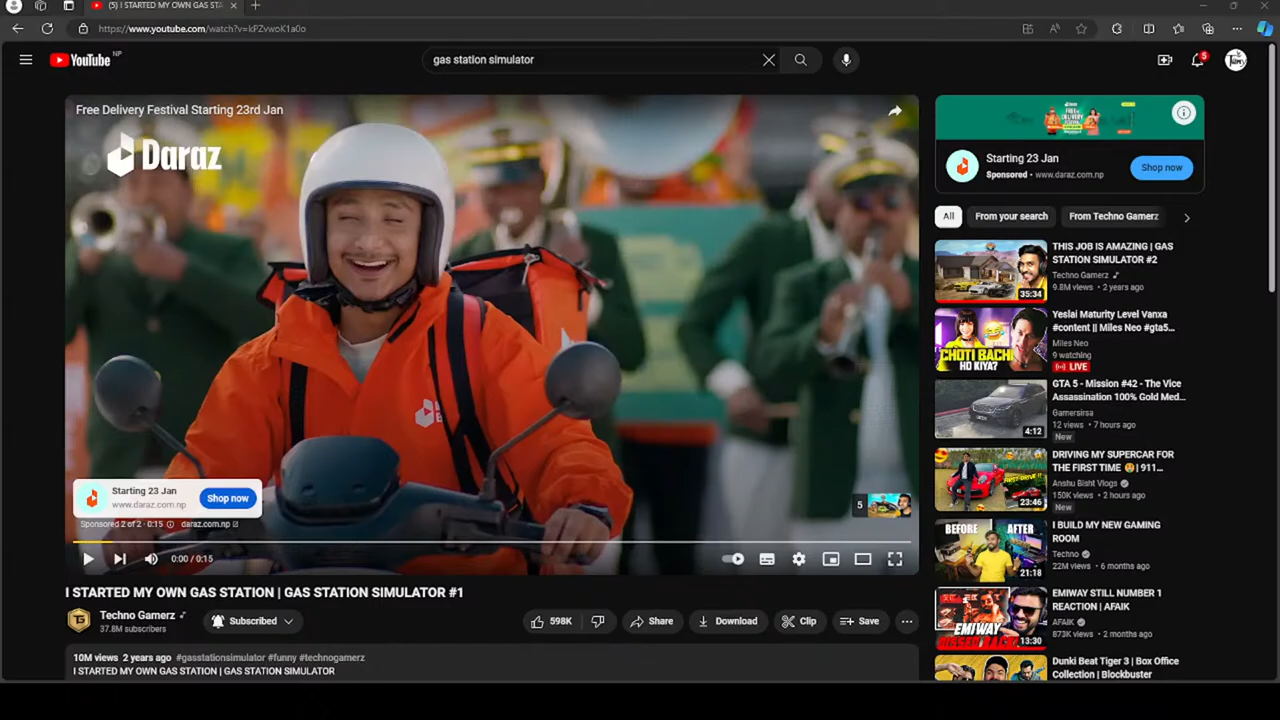 (5) I STARTED MY OWN GAS STA
https://www.youtube.com/watch?v=kPZvwoK1a0o
YouTube NP
gas station simulator
5
Free Delivery Festival Starting 23rd Jan
Daraz
Starting 23 Jan
www.daraz.com.np
Shop now
Sponsored 2 of 2 · 0:15
daraz.com.np
5
0:00 / 0:15
I STARTED MY OWN GAS STATION | GAS STATION SIMULATOR #1
Techno Gamerz
37.8M subscribers
Subscribed
598K
Share
Download
Clip
Save
10M views 2 years ago #gasstationsimulator #funny #technogamerz
I STARTED MY OWN GAS STATION | GAS STATION SIMULATOR
Starting 23 Jan
Sponsored • www.daraz.com.np
Shop now
All
From your search
From Techno Gamerz
35:34
THIS JOB IS AMAZING | GAS
STATION SIMULATOR #2
Techno Gamerz
9.8M views • 2 years ago
CHOTI BACHI
HO KIYA?
Yeslai Maturity Level Vanxa
#content || Miles Neo #gta5...
Miles Neo
9 watching
LIVE
4:12
GTA 5 - Mission #42 - The Vice
Assassination 100% Gold Med...
Gamersirsa
12 views • 7 hours ago
New
23:46
DRIVING MY SUPERCAR FOR
THE FIRST TIME 🥹 | 911...
Anshu Bisht Vlogs
150K views • 2 hours ago
New
BEFORE
AFTER
21:18
I BUILD MY NEW GAMING
ROOM
Techno
22M views • 6 months ago
EMIWAY
13:30
EMIWAY STILL NUMBER 1
REACTION | AFAIK
AFAIK
873K views • 2 months ago
Dunki Beat Tiger 3 | Box Office
Collection | Blockbuster